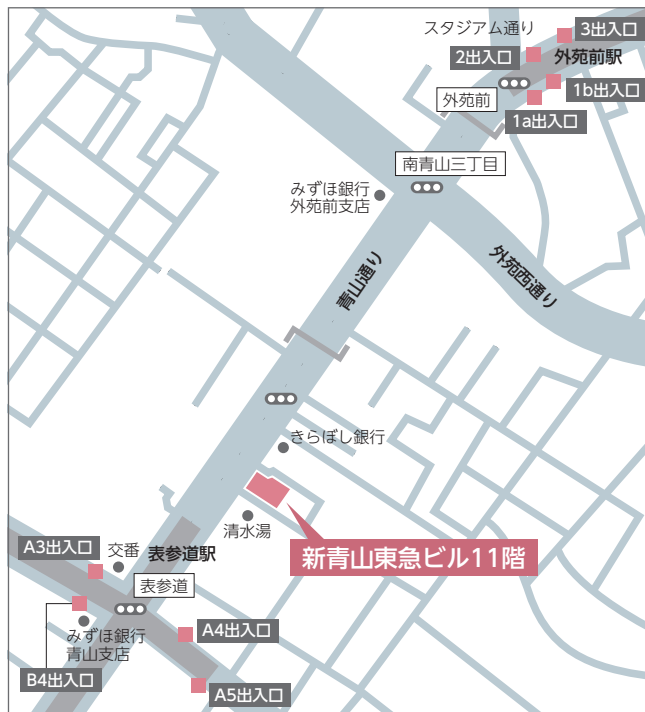 スタジアム通り
3出入口
2出入口
外苑前駅
外苑前
1b出入口
1a出入口
南青山三丁目
みずほ銀行
外苑前支店
青山通り
外苑西通り
きらぼし銀行
清水湯
新青山東急ビル11階
A3出入口
交番
表参道駅
表参道
みずほ銀行
青山支店
A4出入口
B4出入口
A5出入口